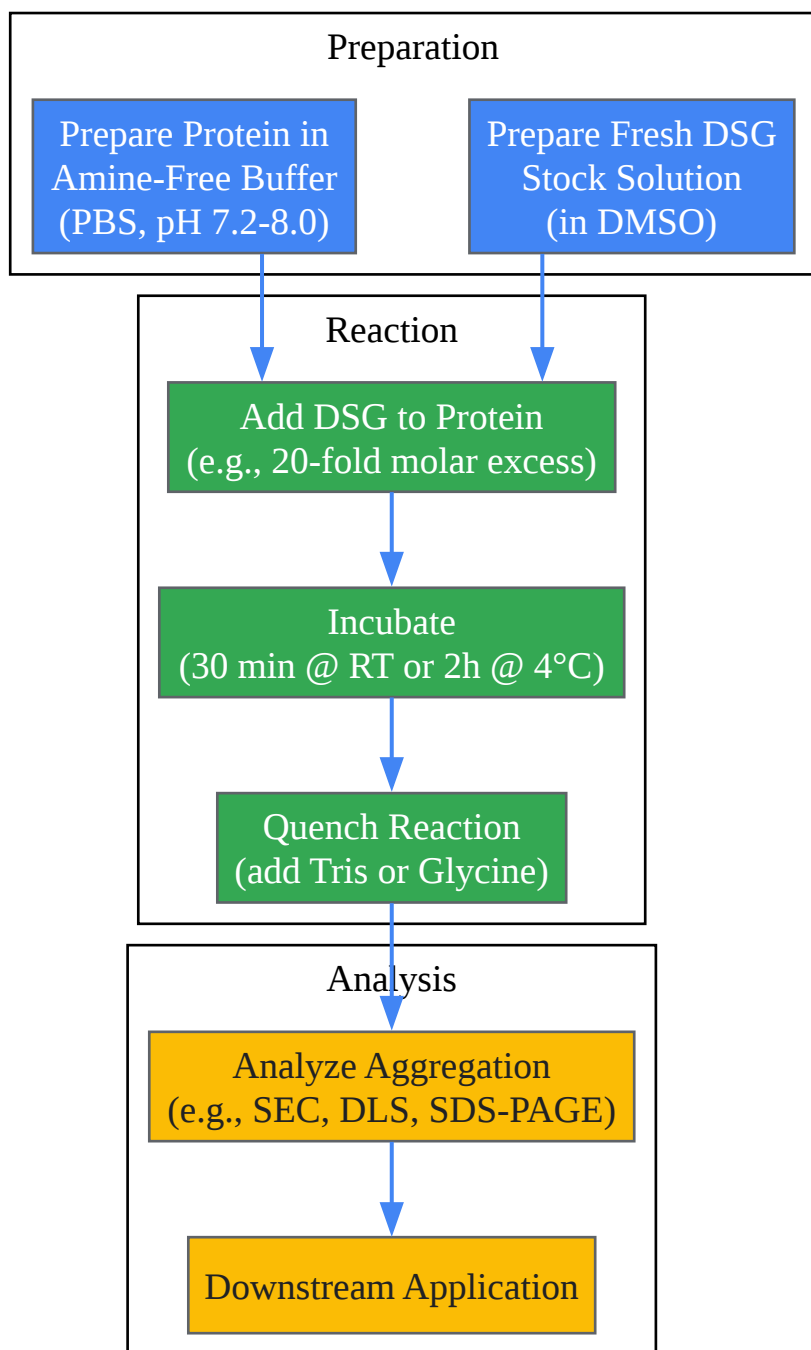 Preparation
Prepare Protein in
Amine-Free Buffer
(PBS, pH 7.2-8.0)
Prepare Fresh DSG
Stock Solution
(in DMSO)
Reaction
Add DSG to Protein
(e.g., 20-fold molar excess)
Incubate
(30 min @ RT or 2h @ 4°C)
Quench Reaction
(add Tris or Glycine)
Analysis
Analyze Aggregation
(e.g., SEC, DLS, SDS-PAGE)
Downstream Application